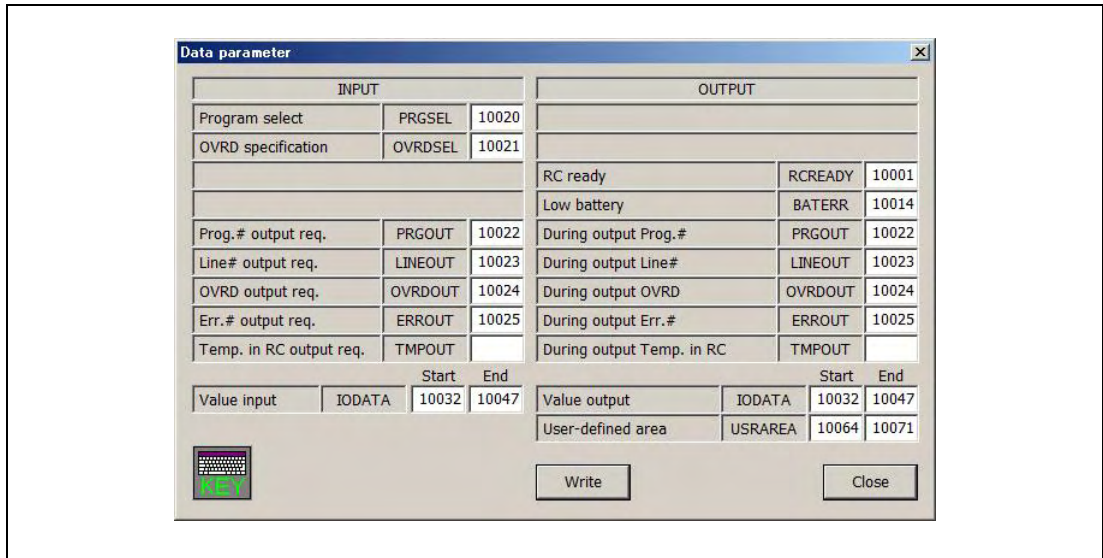 Data parameter
INPUT
Program select PRGSEL 10020
OVRD specification OVRDSEL 10021
Prog.# output req. PRGOUT 10022
Line# output req. LINEOUT 10023
OVRD output req. OVRDOUT 10024
Err.# output req. ERROUT 10025
Temp. in RC output req. TMPOUT
Start End
Value input IODATA 10032 10047
KEY
OUTPUT
RC ready RCREADY 10001
Low battery BATERR 10014
During output Prog.# PRGOUT 10022
During output Line# LINEOUT 10023
During output OVRD OVRDOUT 10024
During output Err.# ERROUT 10025
During output Temp. in RC TMPOUT
Start End
Value output IODATA 10032 10047
User-defined area USRAREA 10064 10071
Write Close